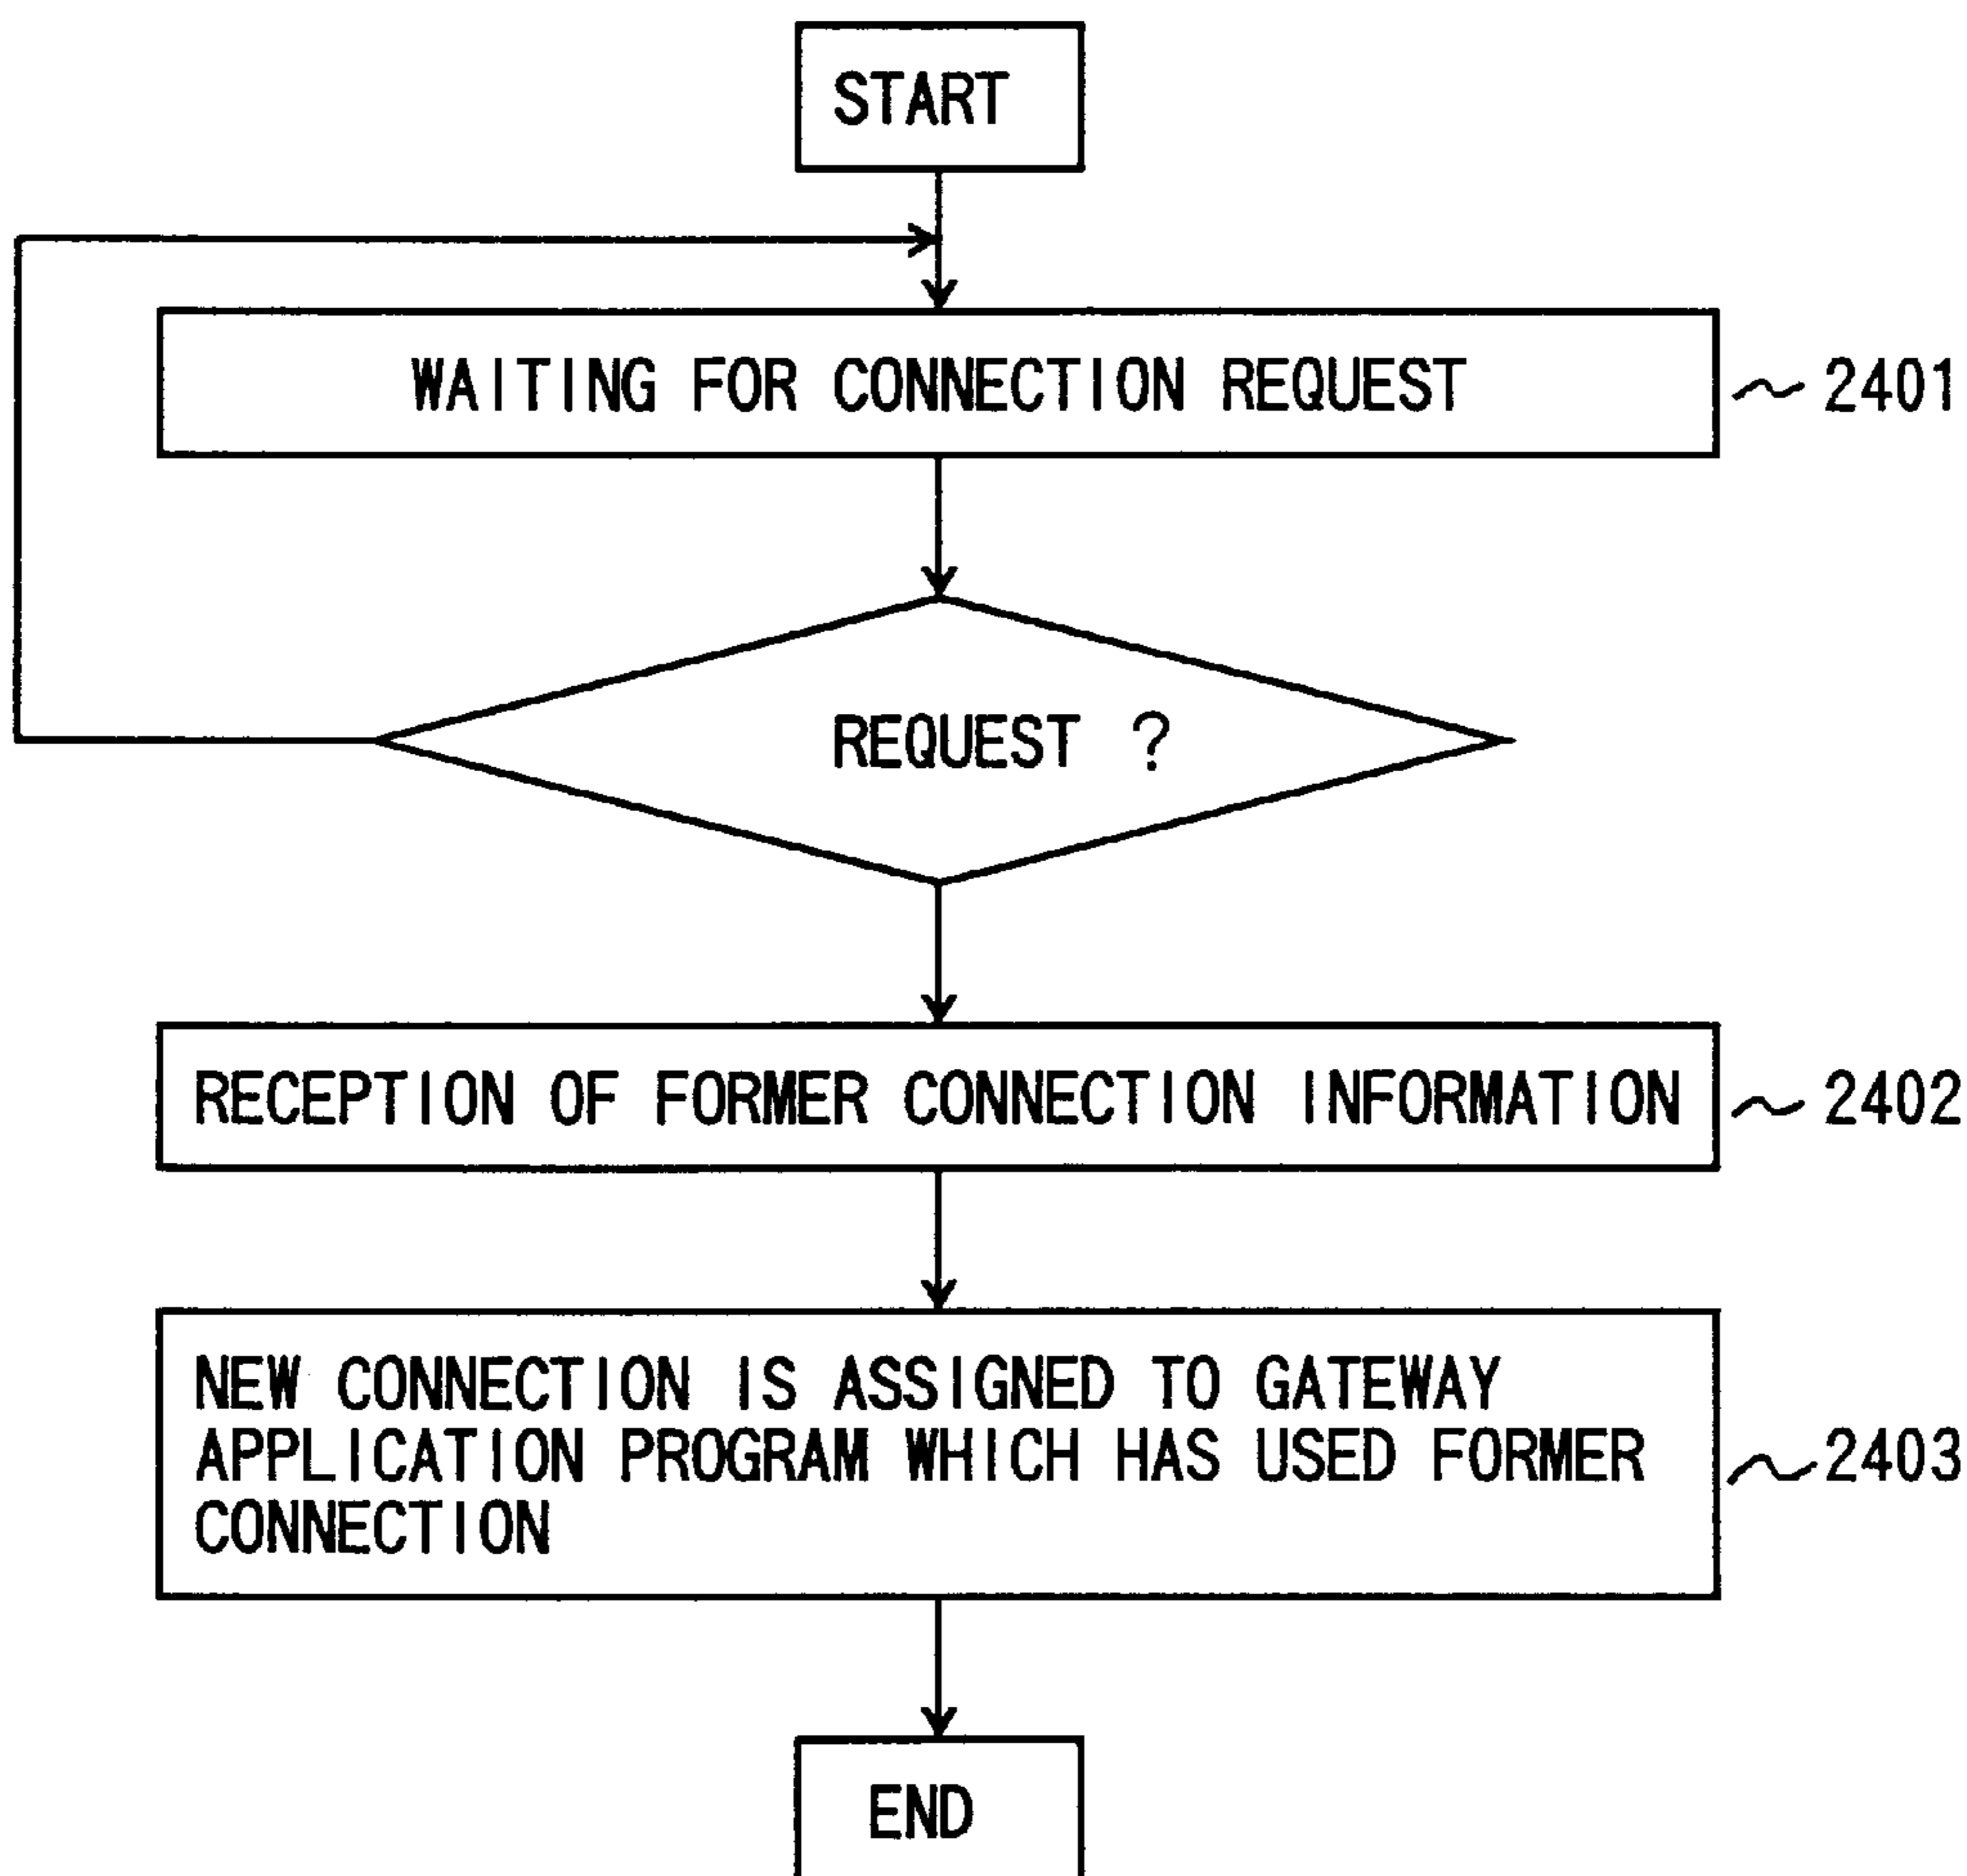 START
WAITING FOR CONNECTION REQUEST
2401
REQUEST ?
RECEPTION OF FORMER CONNECTION INFORMATION
2402
NEW CONNECTION IS ASSIGNED TO GATEWAY
APPLICATION PROGRAM WHICH HAS USED FORMER
CONNECTION
2403
END